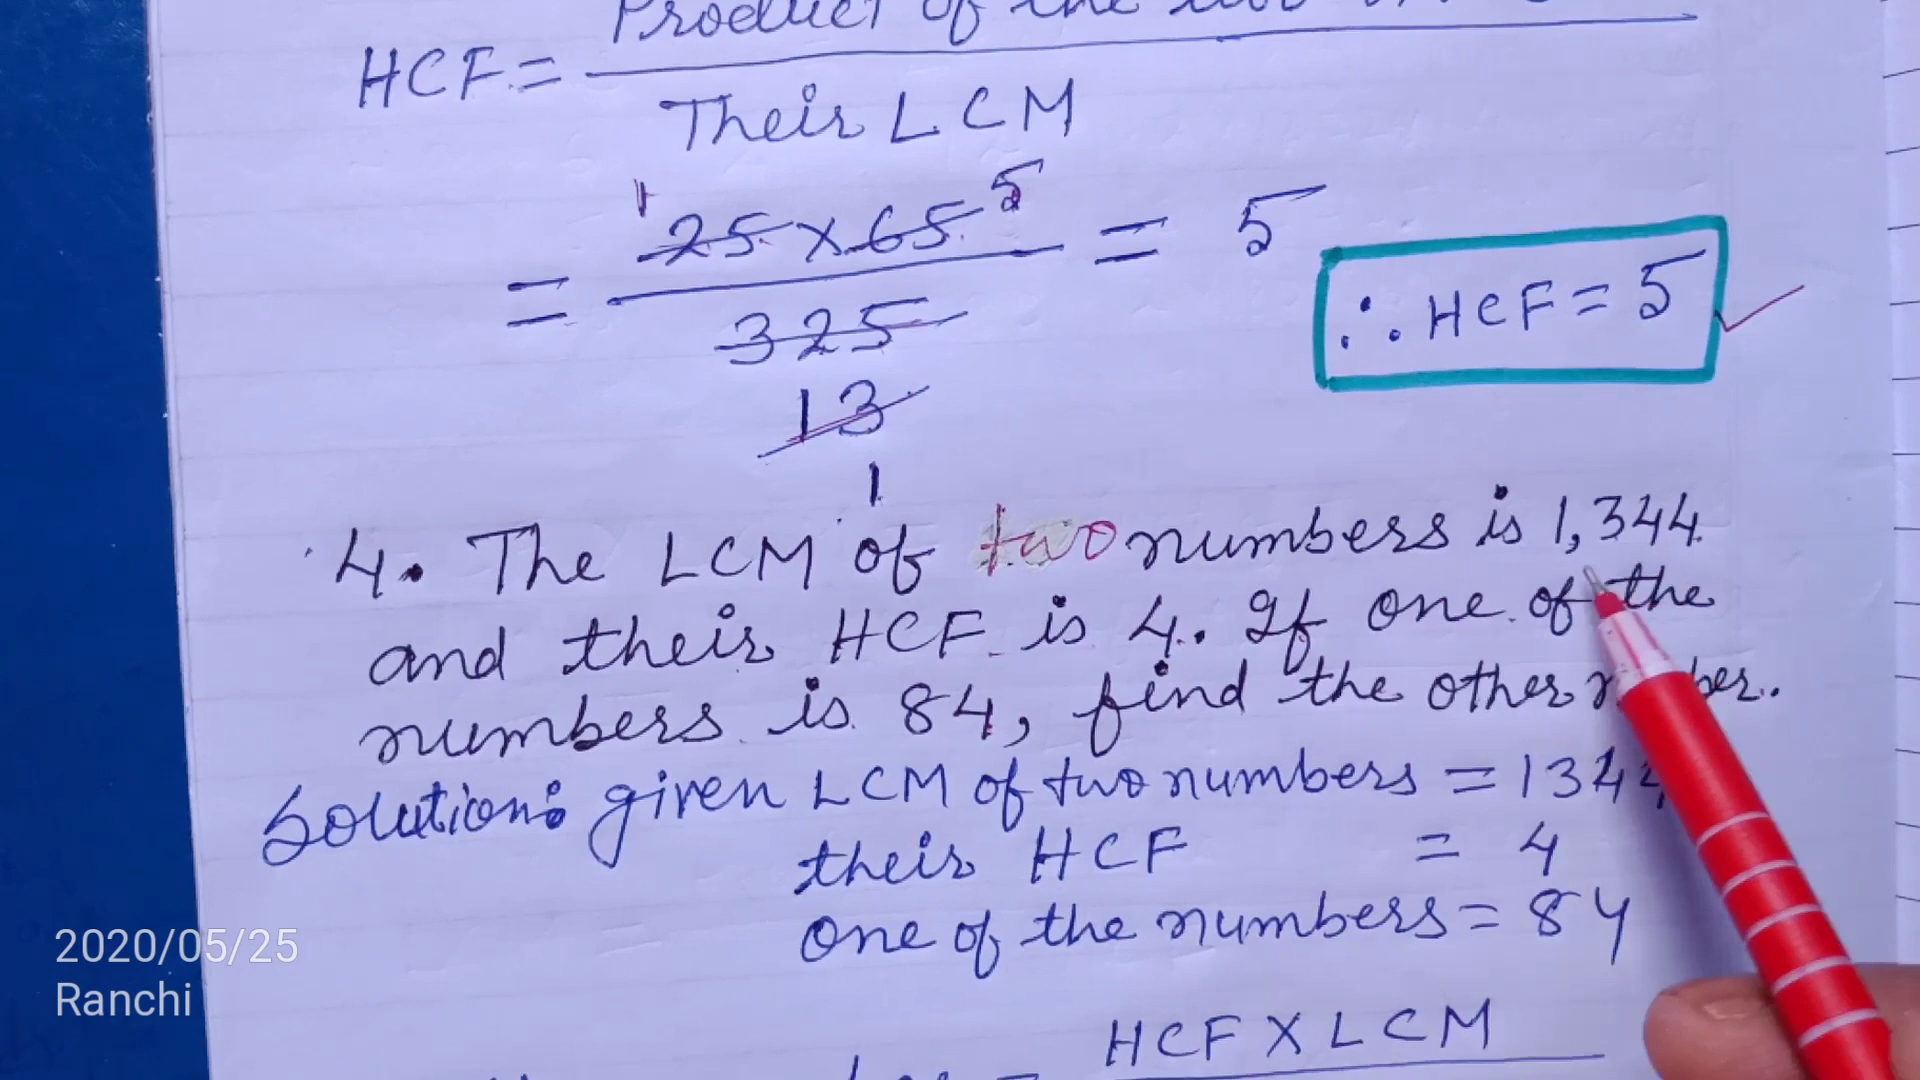 Product of the two
HCF =
Their LCM
1 5
25 × 65
= = 5
325
∴ HCF = 5
13
1
4. The LCM of two numbers is 1,344
and their HCF is 4. If one of the
numbers is 84, find the other
Solution: given LCM of two numbers = 1344
their HCF = 4
one of the numbers = 84
HCF X LCM
=
2020/05/25
Ranchi